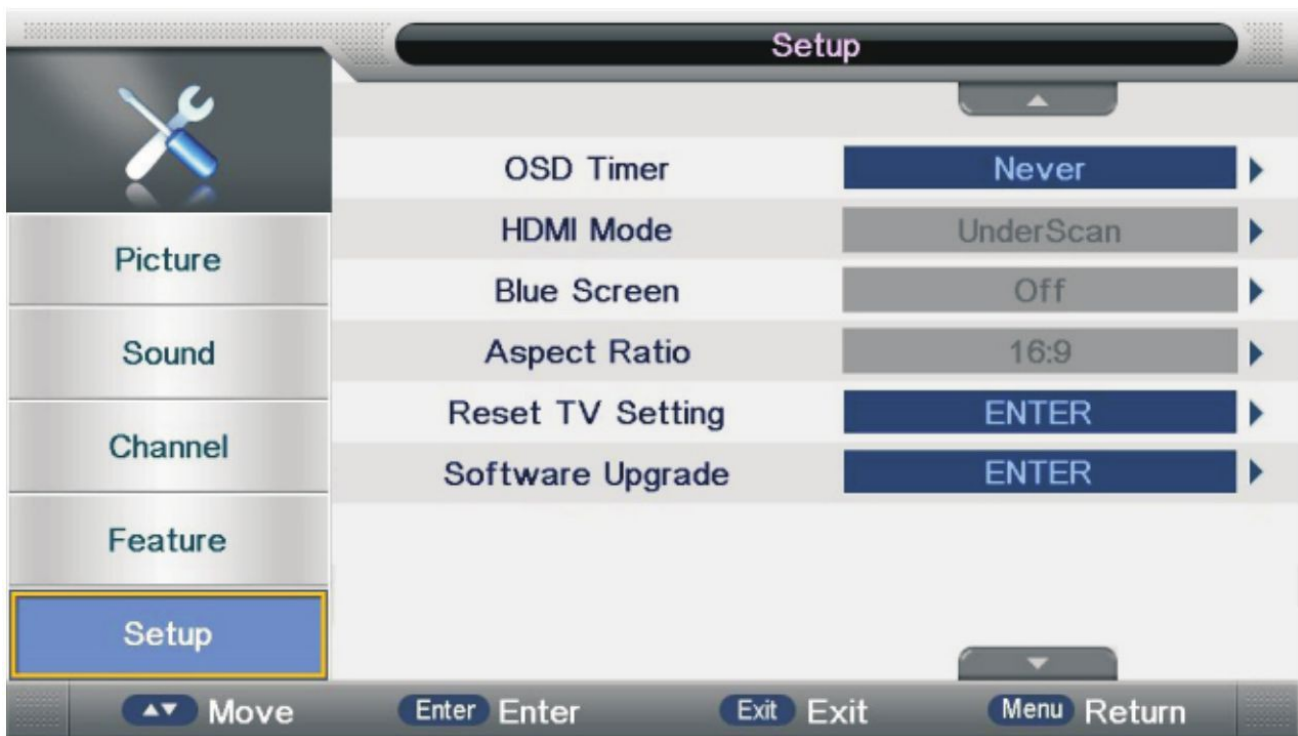 Setup
OSD Timer Never
HDMI Mode UnderScan
Picture
Blue Screen Off
Sound
Aspect Ratio 16:9
Reset TV Setting ENTER
Channel
Software Upgrade ENTER
Feature
Setup
Move Enter Enter Exit Exit Menu Return